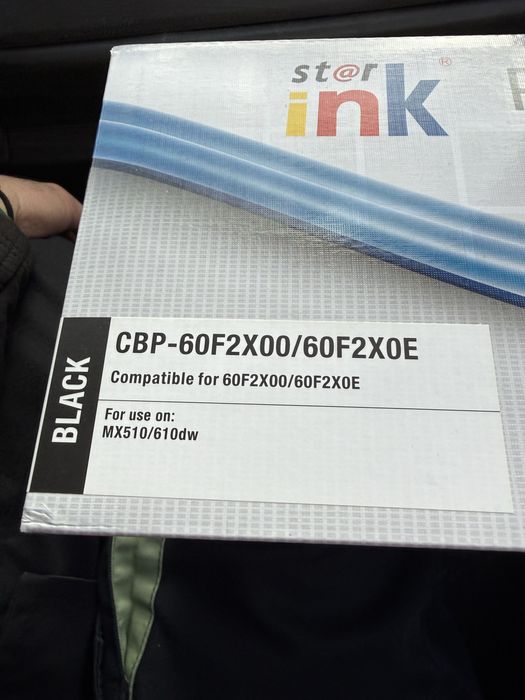 st@r
ink®
CBP-60F2X00/60F2X0E
Compatible for 60F2X00/60F2X0E
BLACK
For use on:
MX510/610dw